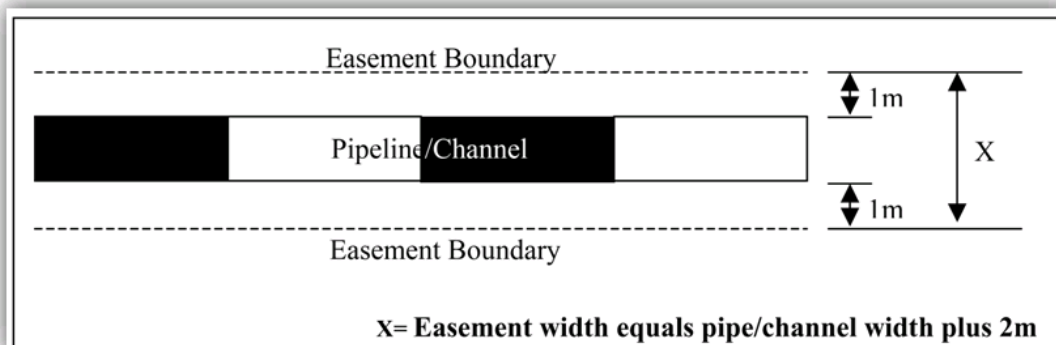 Easement Boundary
1m
Pipeline/Channel
X
1m
Easement Boundary
X= Easement width equals pipe/channel width plus 2m